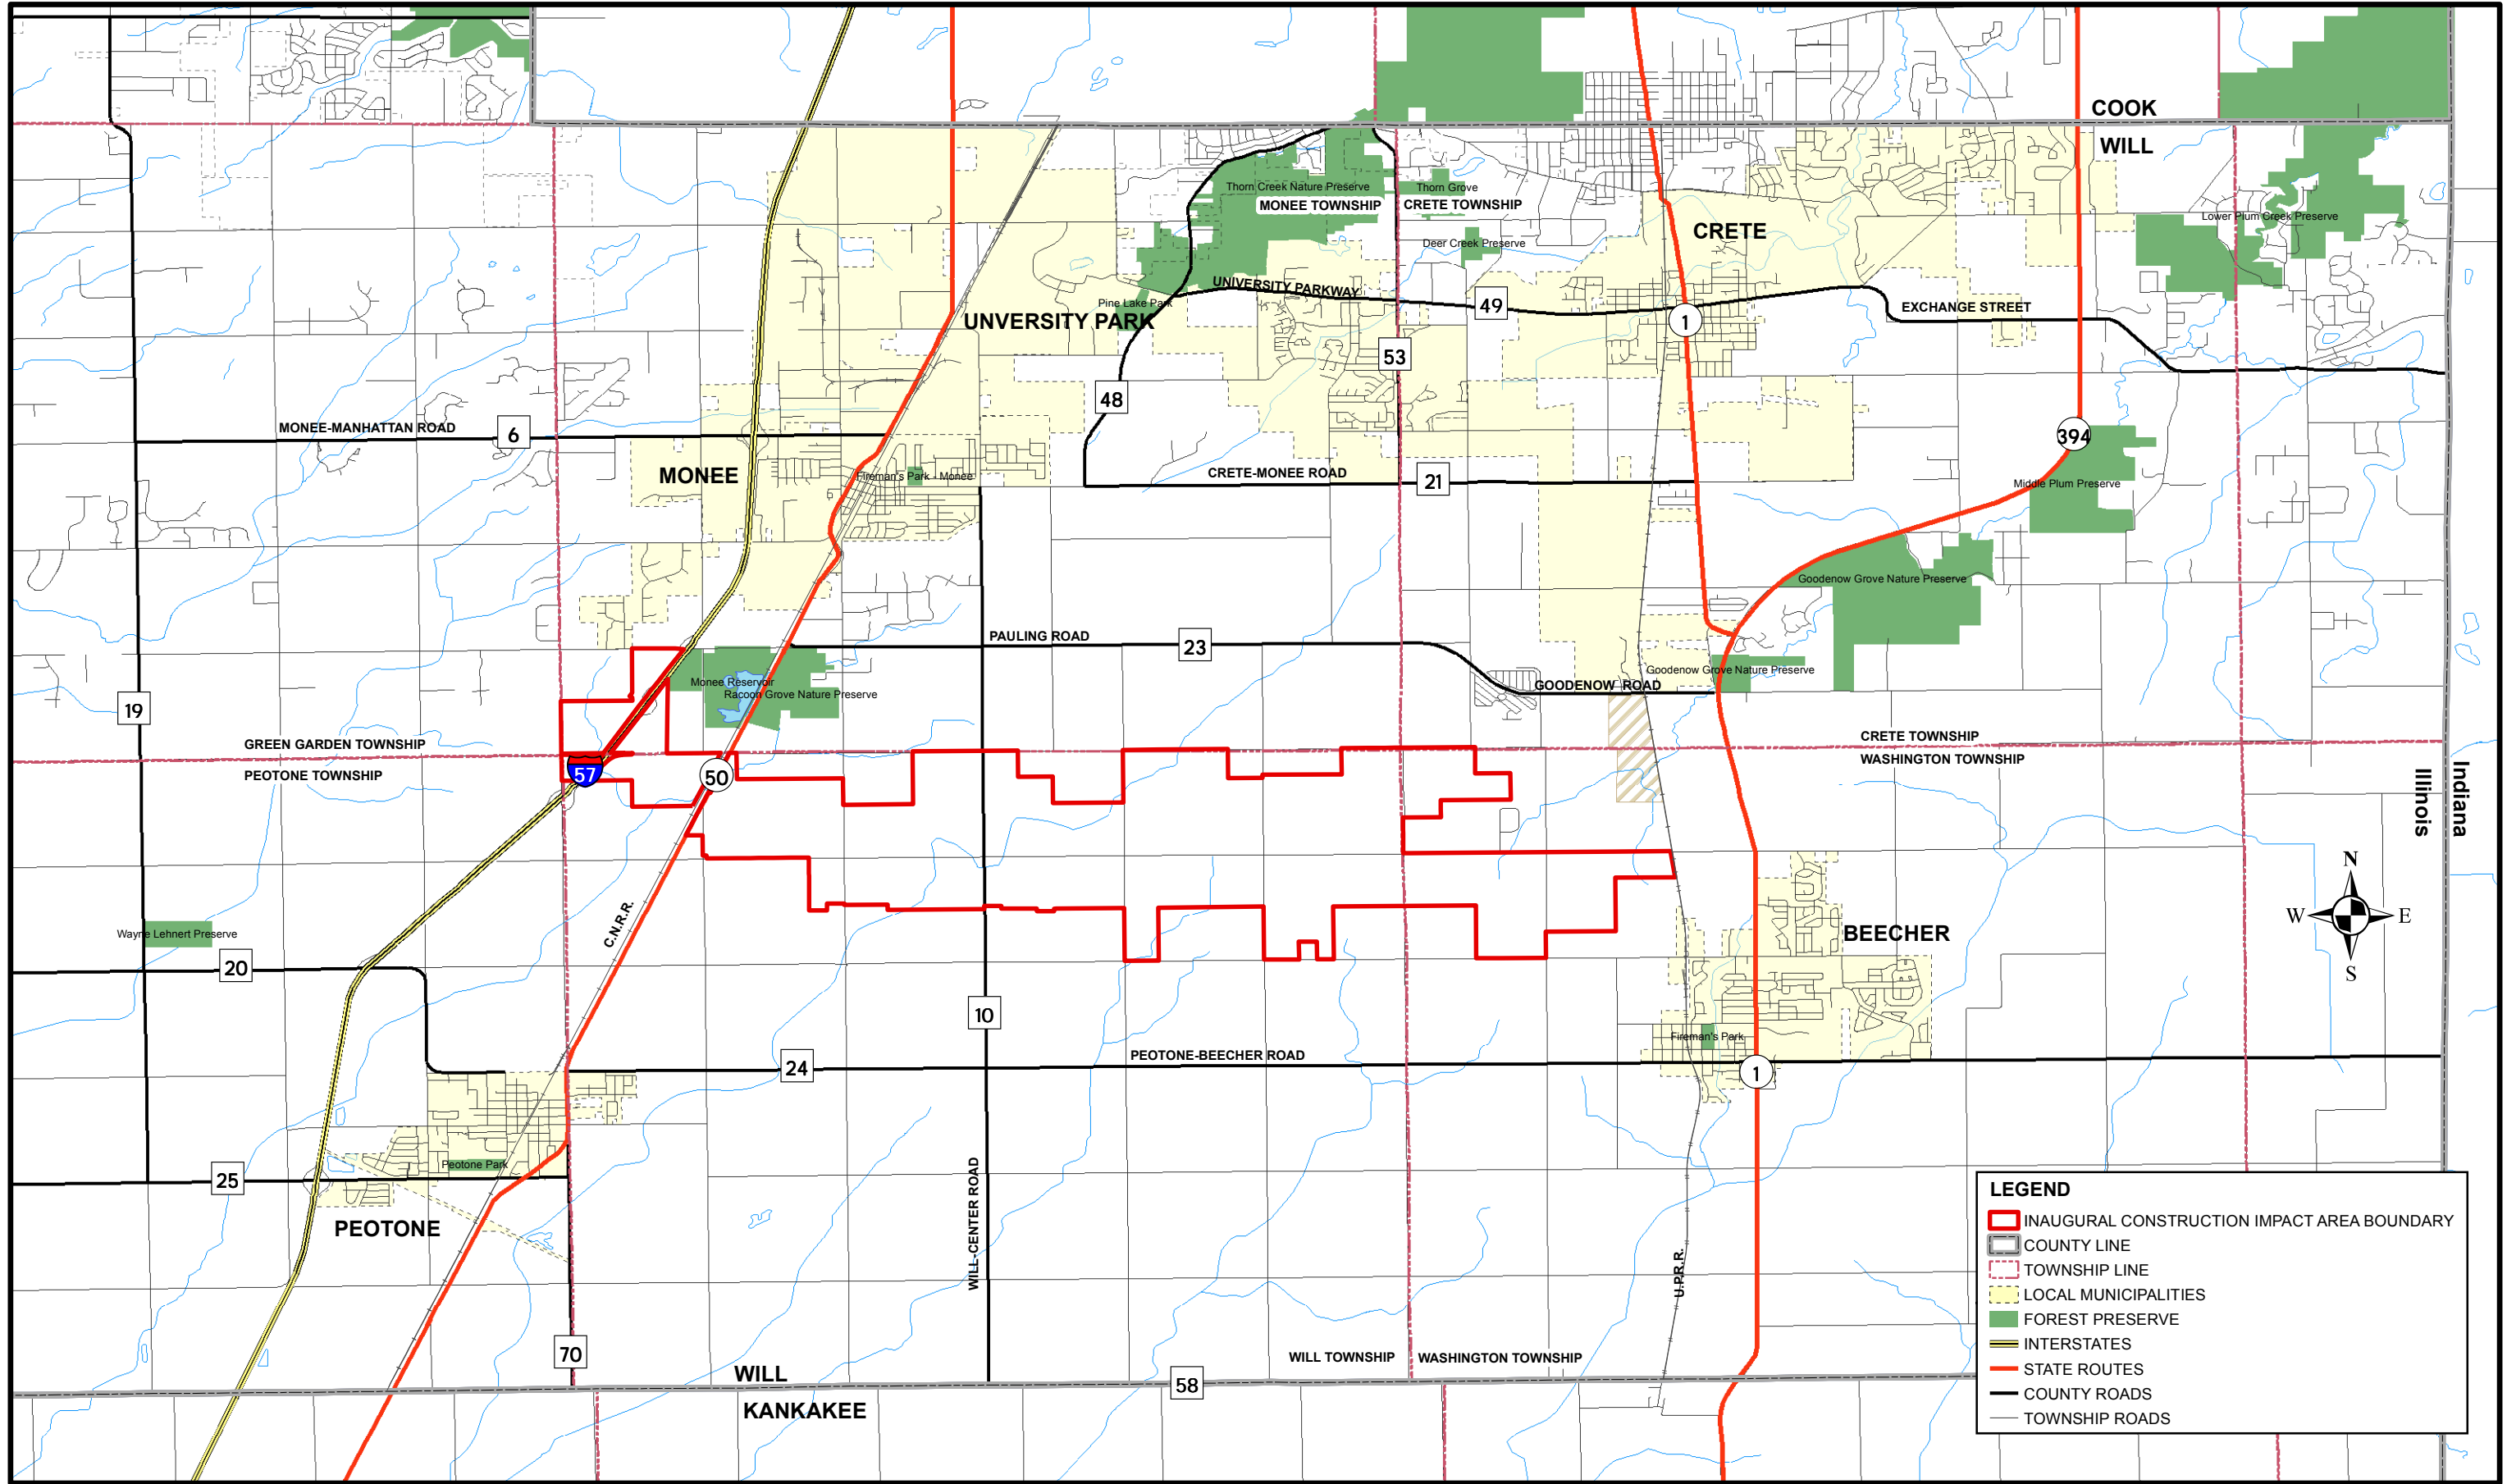 COOK
WILL
Thorn Creek Nature Preserve
Thorn Grove
MONEE TOWNSHIP
CRETE TOWNSHIP
Lower Plum Creek Preserve
CRETE
Deer Creek Preserve
UNIVERSITY PARKWAY
Pine Lake Park
49
EXCHANGE STREET
UNVERSITY PARK
1
53
48
MONEE-MANHATTAN ROAD
6
394
MONEE
Fireman's Park - Monee
CRETE-MONEE ROAD
21
Middle Plum Preserve
Goodenow Grove Nature Preserve
PAULING ROAD
23
Goodenow Grove Nature Preserve
Monee Reservoir
Racoon Grove Nature Preserve
GOODENOW ROAD
19
GREEN GARDEN TOWNSHIP
CRETE TOWNSHIP
PEOTONE TOWNSHIP
WASHINGTON TOWNSHIP
57
50
Illinois
Indiana
N
W
E
S
C.N.R.R.
Wayne Lehnert Preserve
BEECHER
20
10
Fireman's Park
PEOTONE-BEECHER ROAD
24
1
Peotone Park
25
PEOTONE
WILL-CENTER ROAD
U.P.R.R.
70
WILL TOWNSHIP
WASHINGTON TOWNSHIP
WILL
58
KANKAKEE
LEGEND
INAUGURAL CONSTRUCTION IMPACT AREA BOUNDARY
COUNTY LINE
TOWNSHIP LINE
LOCAL MUNICIPALITIES
FOREST PRESERVE
INTERSTATES
STATE ROUTES
COUNTY ROADS
TOWNSHIP ROADS